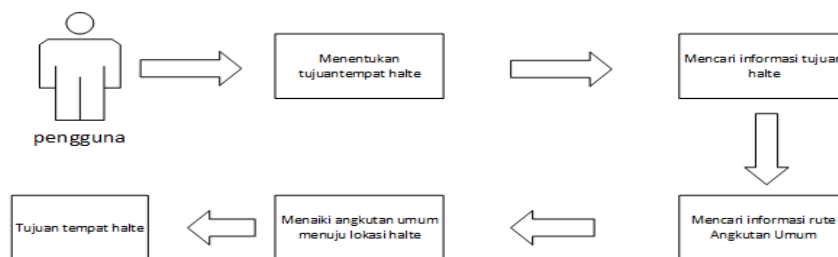 Menentukan
tujuantempat halte
Mencari informasi tujuan
halte
pengguna
Tujuan tempat halte
Menaiki angkutan umum
menuju lokasi halte
Mencari informasi rute
Angkutan Umum